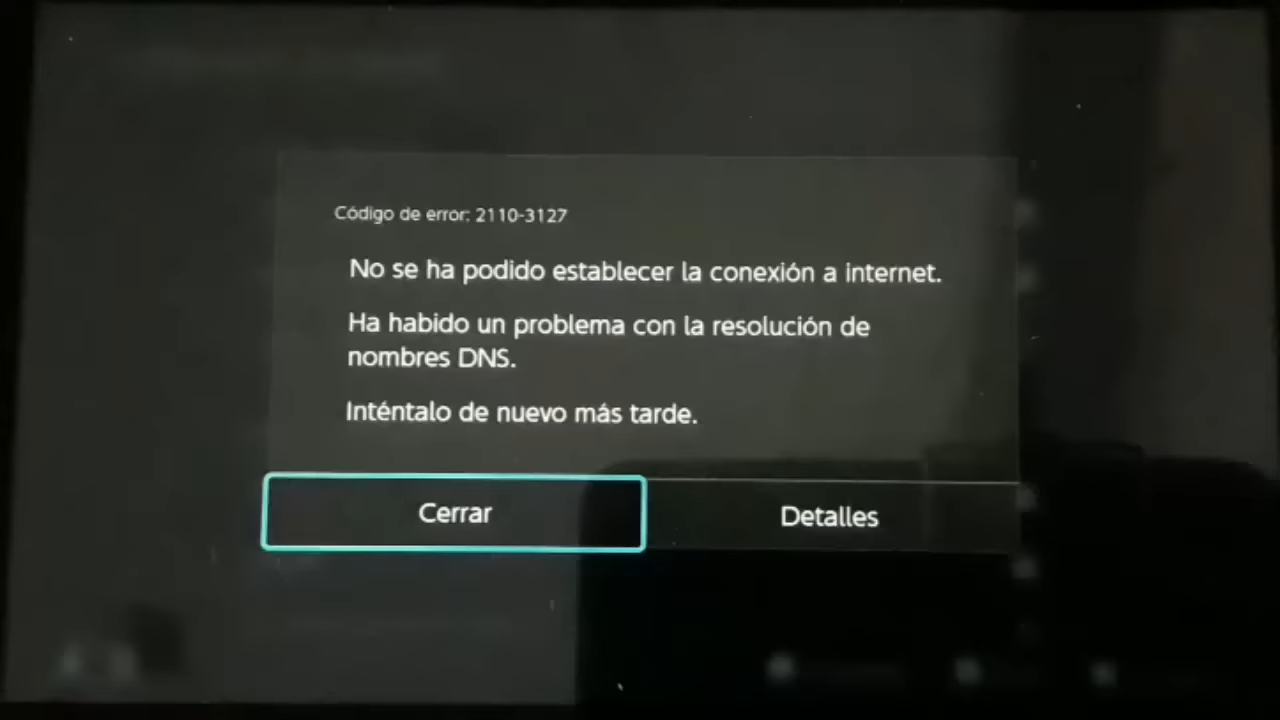 Código de error: 2110-3127
No se ha podido establecer la conexión a internet.
Ha habido un problema con la resolución de
nombres DNS.
Inténtalo de nuevo más tarde.
Cerrar
Detalles